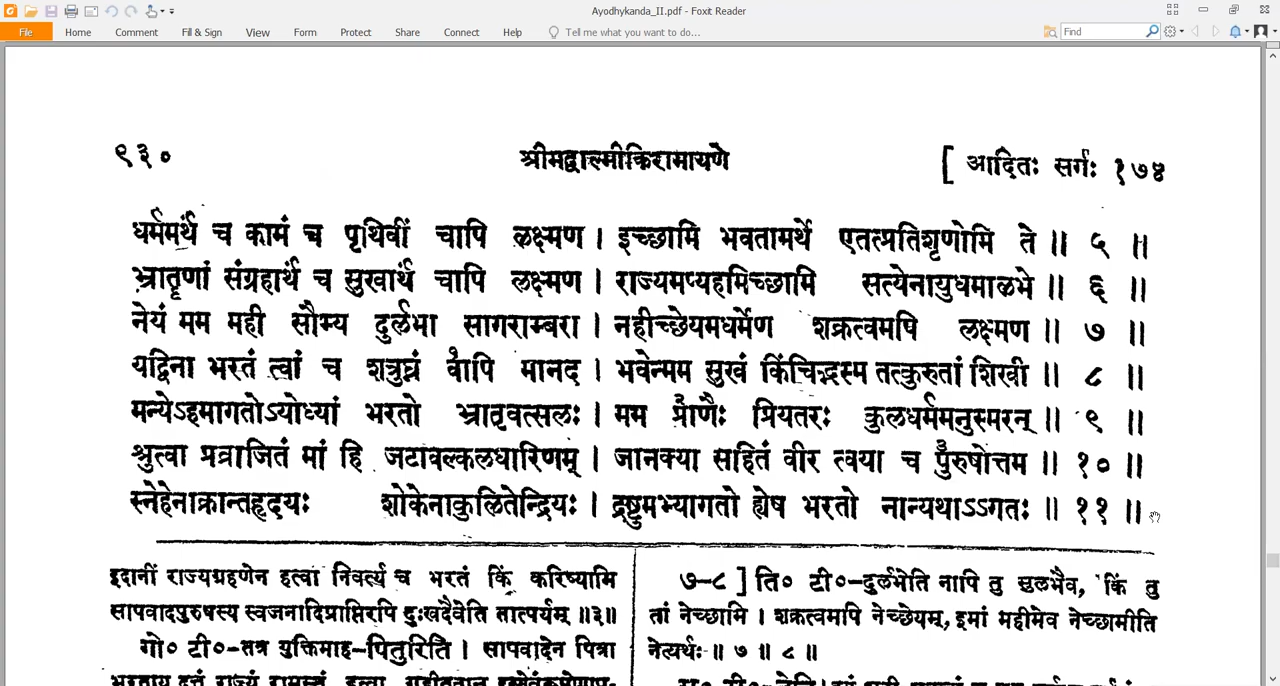 Ayodhykanda_II.pdf - Foxit Reader
File Home Comment Fill & Sign View Form Protect Share Connect Help Tell me what you want to do... Find
९३० श्रीमद्वाल्मीकिरामायणे [ आदितः सर्गः १७४
धर्ममर्थं च कामं च पृथिवीं चापि लक्ष्मण । इच्छामि भवतामर्थे एतत्प्रतिशृणोमि ते ॥ ५ ॥
भ्रातॄणां संग्रहार्थं च सुखार्थं चापि लक्ष्मण । राज्यमप्यहमिच्छामि सत्येनायुधमालभे ॥ ६ ॥
नेयं मम मही सौम्य दुर्लभा सागराम्बरा । नहीच्छेयमधर्मेण शक्रत्वमपि लक्ष्मण ॥ ७ ॥
यद्विना भरतं त्वां च शत्रुघ्नं वापि मानद । भवेन्मम सुखं किंचिद्भस्म तत्कुरुतां शिखी ॥ ८ ॥
मन्येऽहमागतोऽयोध्यां भरतो भ्रातृवत्सलः । मम प्राणैः प्रियतरः कुलधर्ममनुस्मरन् ॥ ९ ॥
श्रुत्वा प्रव्राजितं मां हि जटावल्कलधारिणम् । जानक्या सहितं वीर त्वया च पुरुषोत्तम ॥ १० ॥
स्नेहेनाक्रान्तहृदयः शोकेनाकुलितेन्द्रियः । द्रष्टुमभ्यागतो ह्येष भरतो नान्यथाऽऽगतः ॥ ११ ॥
इदानीं राज्यग्रहणेन हत्वा निवर्त्य च भरतं किं करिष्यामि
सापवादपुरुषस्य स्वजनादिप्राप्तिरपि दुःखदैवेति तात्पर्यम् ॥३॥
गो० टी०-तत्र युक्तिमाह-पितुरिति । सापवादेन पित्रा
७-८ ] ति० टी०-दुर्लभेति नापि तु सुलभैव, किं तु
तां नेच्छामि । शक्रत्वमपि नेच्छेयम्, इमां महीमेव नेच्छामीति
नेत्यर्थः ॥ ७ ॥ ८ ॥